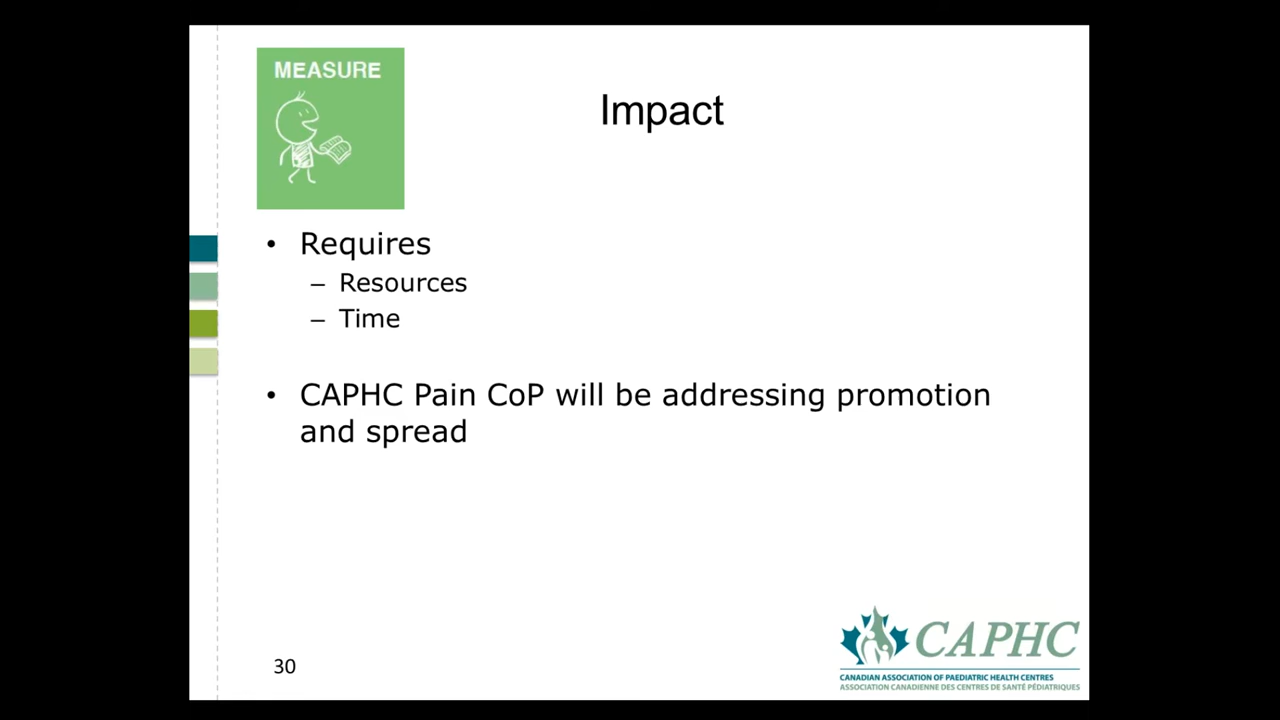 MEASURE
Impact
• Requires
– Resources
– Time
• CAPHC Pain CoP will be addressing promotion
and spread
30
CAPHC
CANADIAN ASSOCIATION OF PAEDIATRIC HEALTH CENTRES
ASSOCIATION CANADIENNE DES CENTRES DE SANTÉ PÉDIATRIQUES